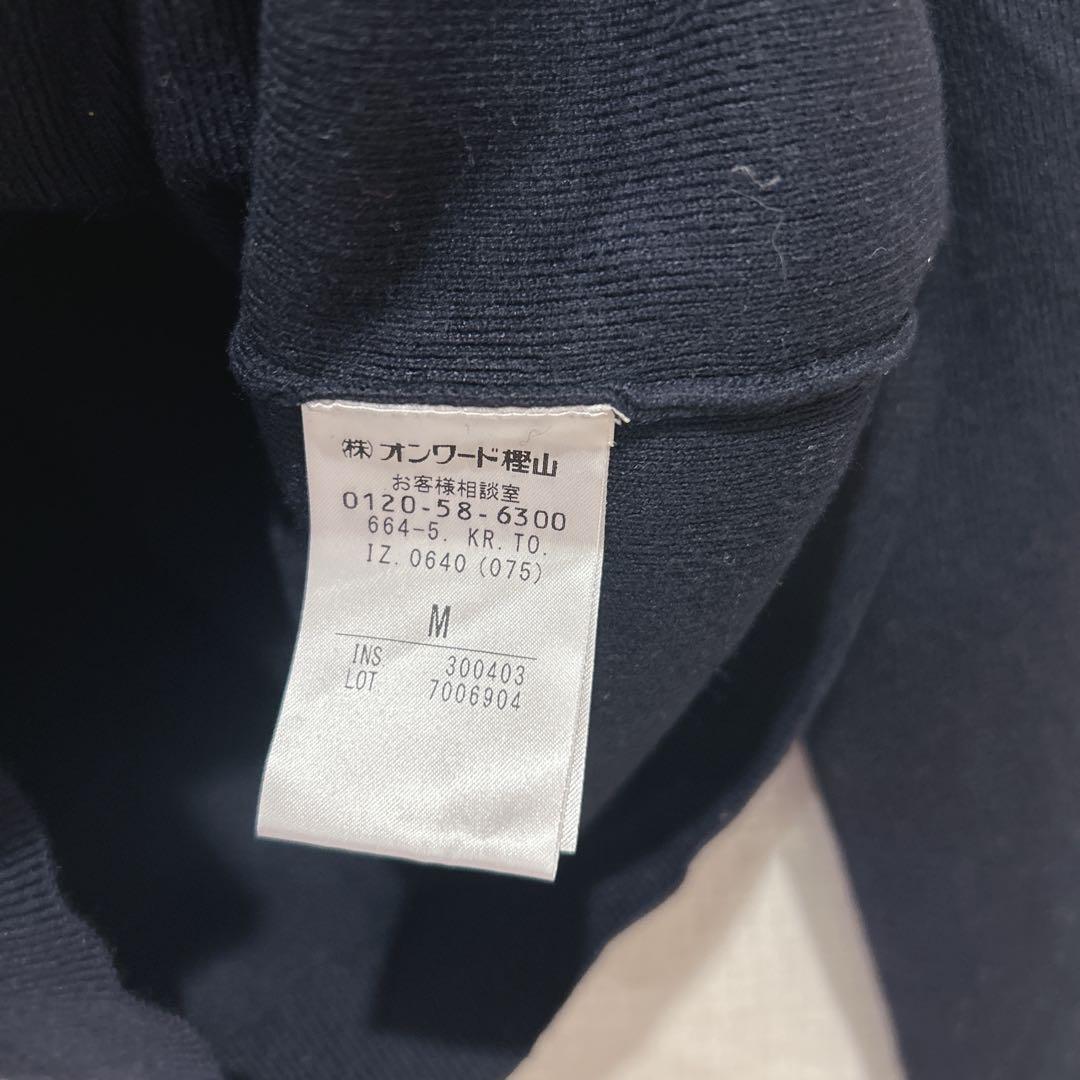 (株)オンワード樫山
お客様相談室
0120-58-6300
664-5. KR. TO.
IZ. 0640 (075)
M
INS 300403
LOT. 7006904